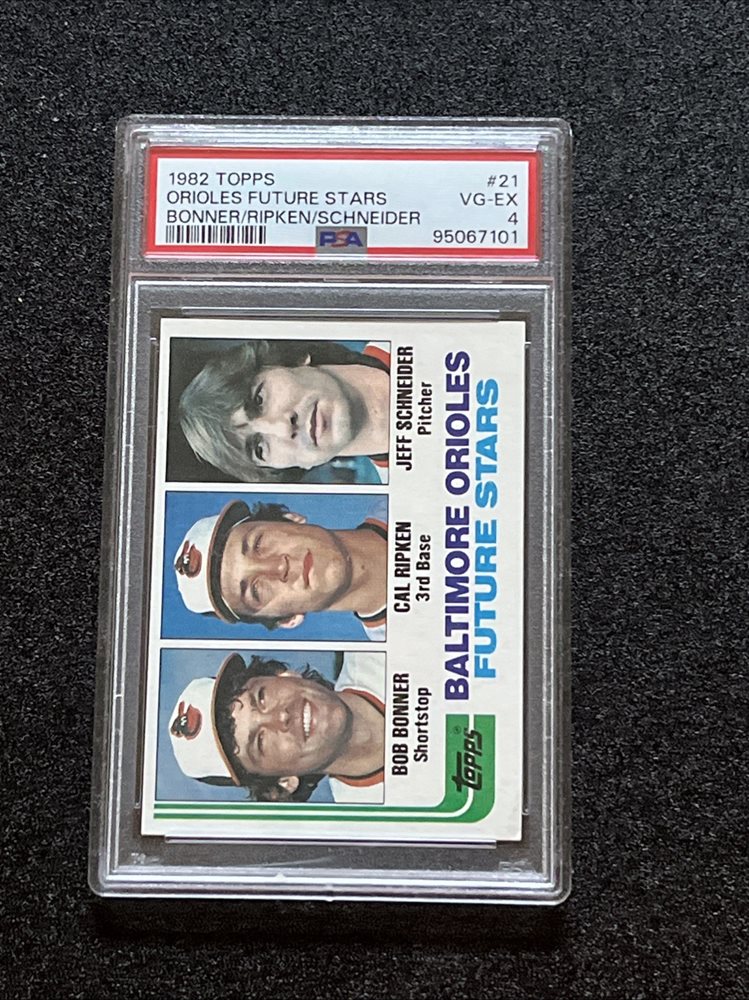 1982 TOPPS #21
ORIOLES FUTURE STARS VG-EX
BONNER/RIPKEN/SCHNEIDER 4
PSA 95067101
BOB BONNER
Shortstop
CAL RIPKEN
3rd Base
JEFF SCHNEIDER
Pitcher
TOPPS®
BALTIMORE ORIOLES
FUTURE STARS